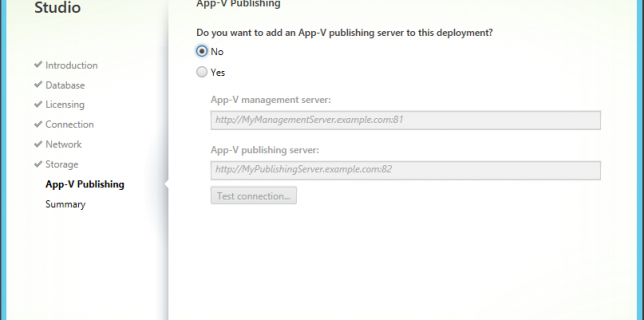 Studio
App-V Publishing
Do you want to add an App-V publishing server to this deployment?
No
Yes
Introduction
Database
Licensing
Connection
Network
Storage
App-V Publishing
Summary
App-V management server:
http://MyManagementServer.example.com:81
App-V publishing server:
http://MyPublishingServer.example.com:82
Test connection...